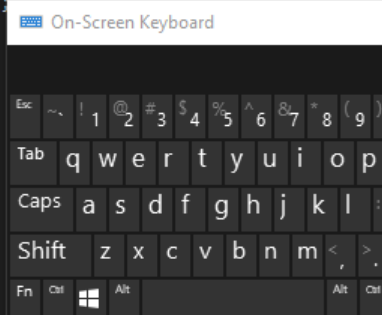 On-Screen Keyboard
Esc ~ ` ! 1 @ 2 # 3 $ 4 % 5 ^ 6 & 7 * 8 ( 9 )
Tab q w e r t y u i o p
Caps a s d f g h j k l :
Shift z x c v b n m < , > .
Fn Ctrl Alt Alt Ctrl